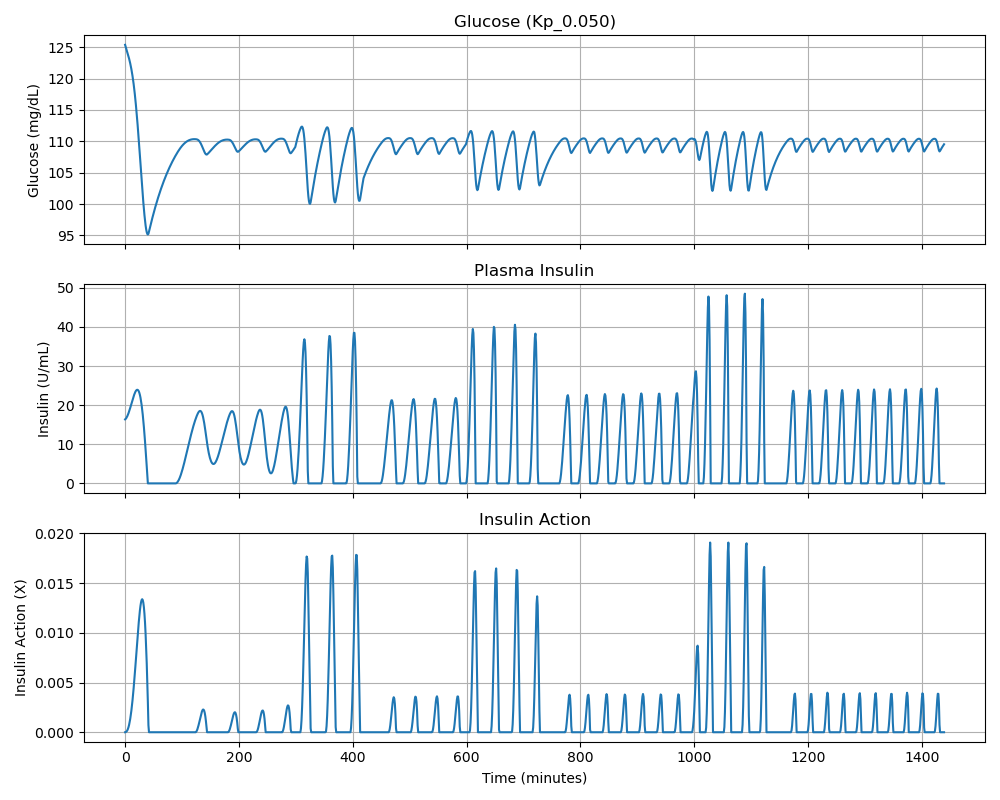 Glucose (Kp_0.050)
Glucose (mg/dL)
125
120
115
110
105
100
95
Plasma Insulin
Insulin (U/mL)
50
40
30
20
10
0
Insulin Action
Insulin Action (X)
0.020
0.015
0.010
0.005
0.000
0 200 400 600 800 1000 1200 1400
Time (minutes)